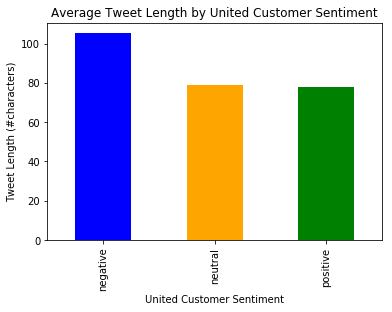 Average Tweet Length by United Customer Sentiment
Tweet Length (#characters)
100
80
60
40
20
0
negative
neutral
positive
United Customer Sentiment